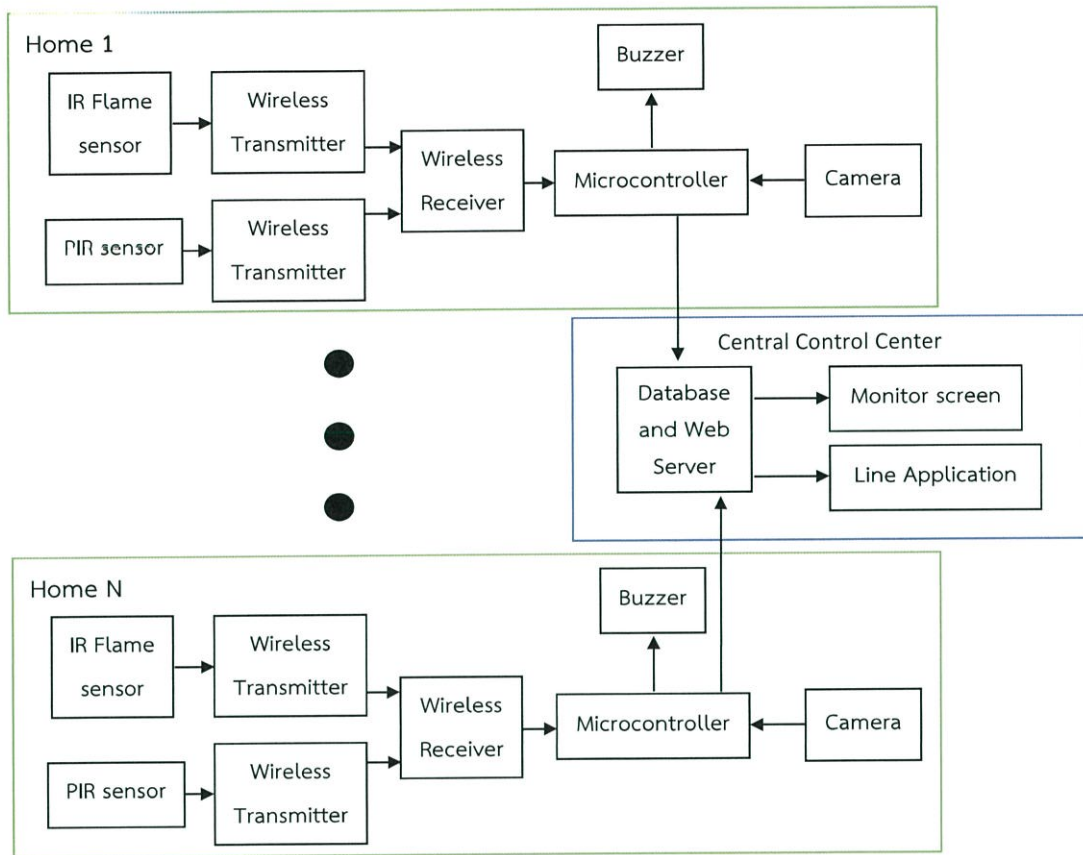 Home 1
IR Flame
sensor
Wireless
Transmitter
PIR sensor
Wireless
Transmitter
Wireless
Receiver
Buzzer
Microcontroller
Camera
Central Control Center
Database
and Web
Server
Monitor screen
Line Application
Home N
IR Flame
sensor
Wireless
Transmitter
PIR sensor
Wireless
Transmitter
Wireless
Receiver
Buzzer
Microcontroller
Camera